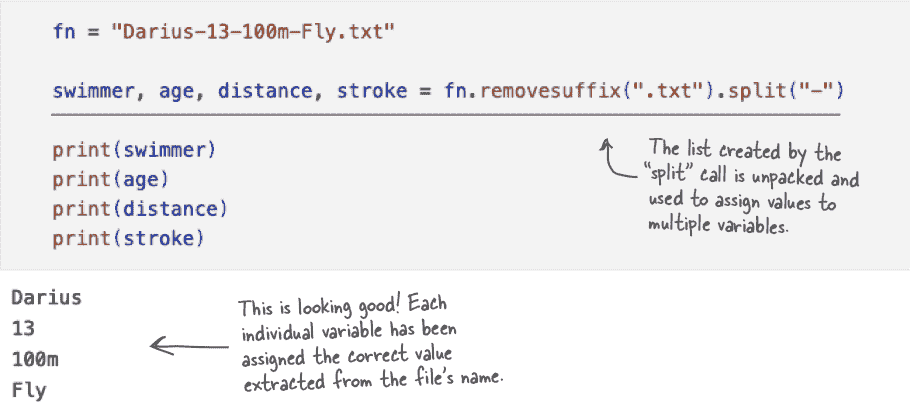 fn = "Darius-13-100m-Fly.txt"
swimmer, age, distance, stroke = fn.removesuffix(".txt").split("-")
print(swimmer)
print(age)
print(distance)
print(stroke)
The list created by the
“split” call is unpacked and
used to assign values to
multiple variables.
Darius
13
100m
Fly
This is looking good! Each
individual variable has been
assigned the correct value
extracted from the file's name.